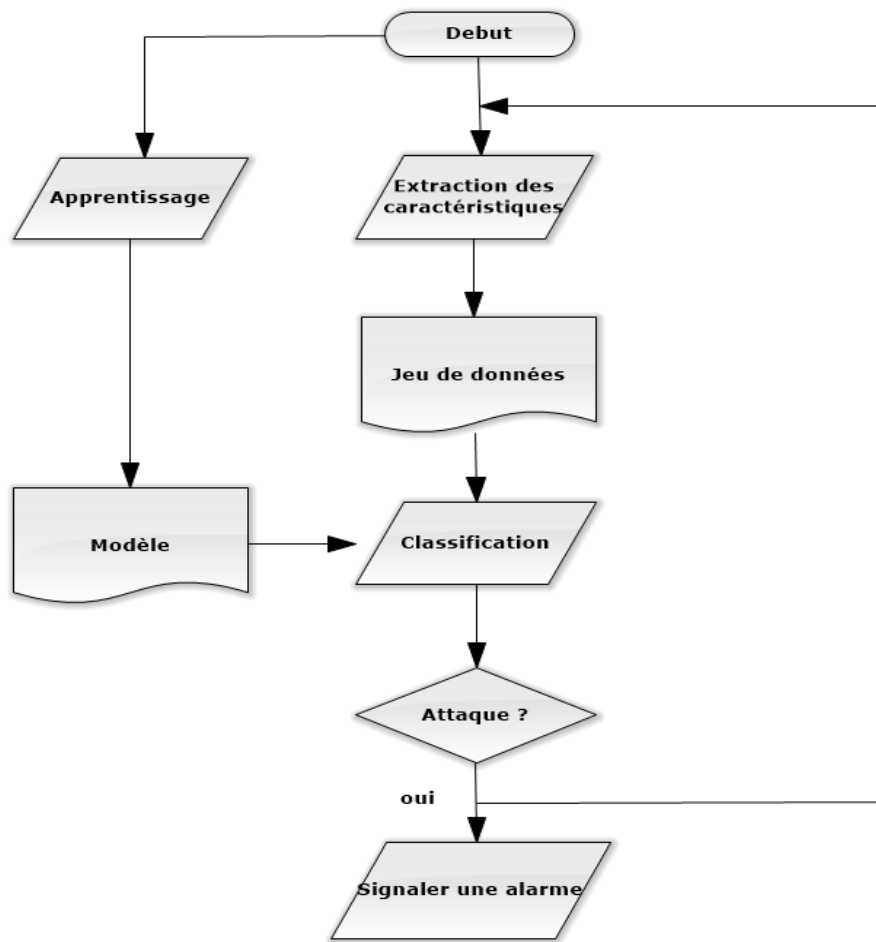 Debut
Apprentissage
Extraction des
caractéristiques
Jeu de données
Modèle
Classification
Attaque ?
oui
Signaler une alarme